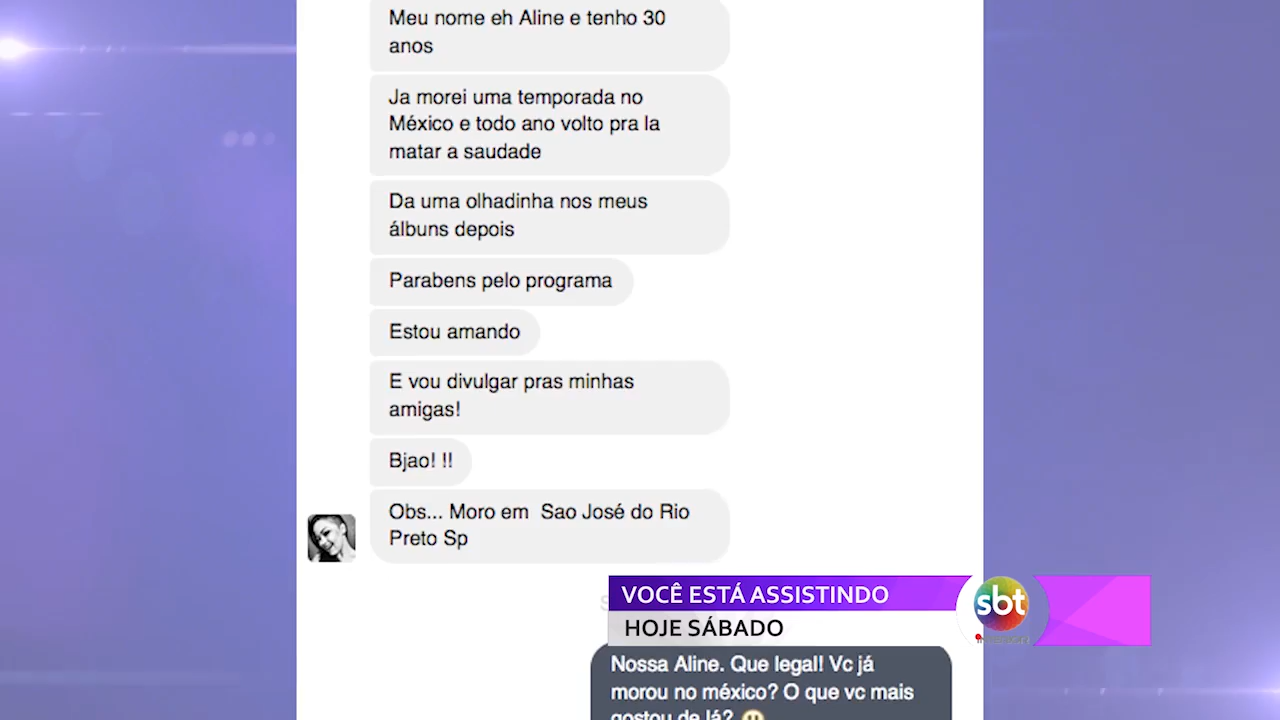 Meu nome eh Aline e tenho 30
anos
Ja morei uma temporada no
México e todo ano volto pra la
matar a saudade
Da uma olhadinha nos meus
álbuns depois
Parabens pelo programa
Estou amando
E vou divulgar pras minhas
amigas!
Bjao! !!
Obs... Moro em Sao José do Rio
Preto Sp
VOCÊ ESTÁ ASSISTINDO
HOJE SÁBADO
sbt
Nossa Aline. Que legal! Vc já
morou no méxico? O que vc mais
gostou de lá?